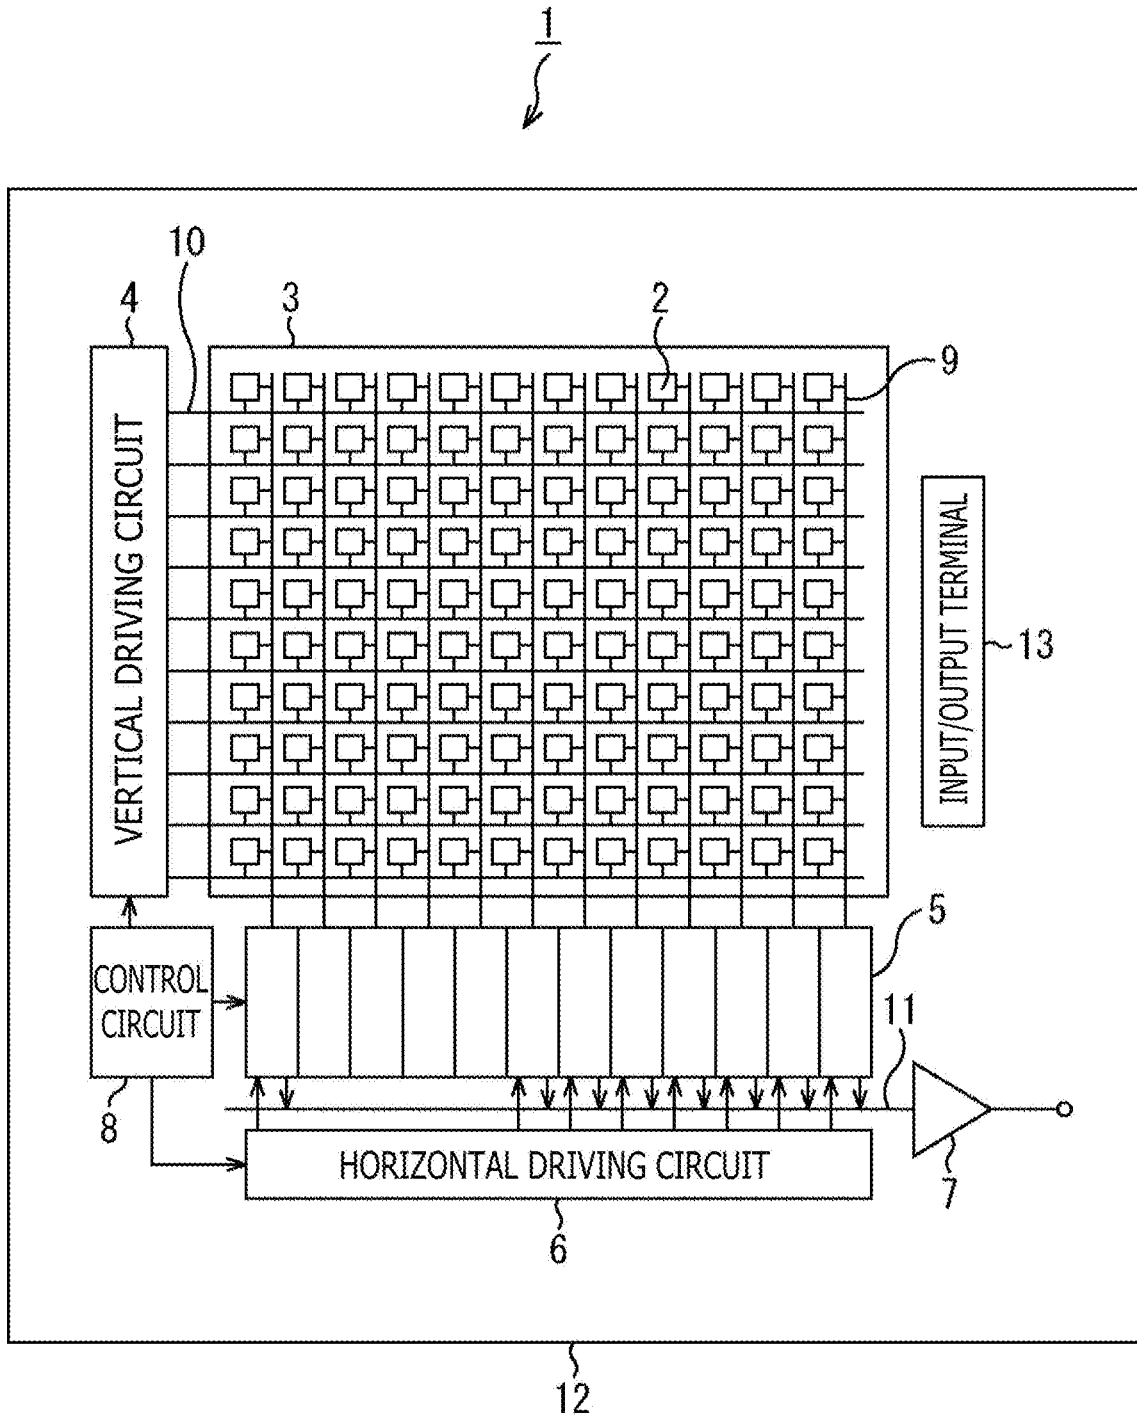 1
10
4
3
2
9
VERTICAL DRIVING CIRCUIT
INPUT/OUTPUT TERMINAL
13
5
CONTROL
CIRCUIT
11
8
HORIZONTAL DRIVING CIRCUIT
7
6
12